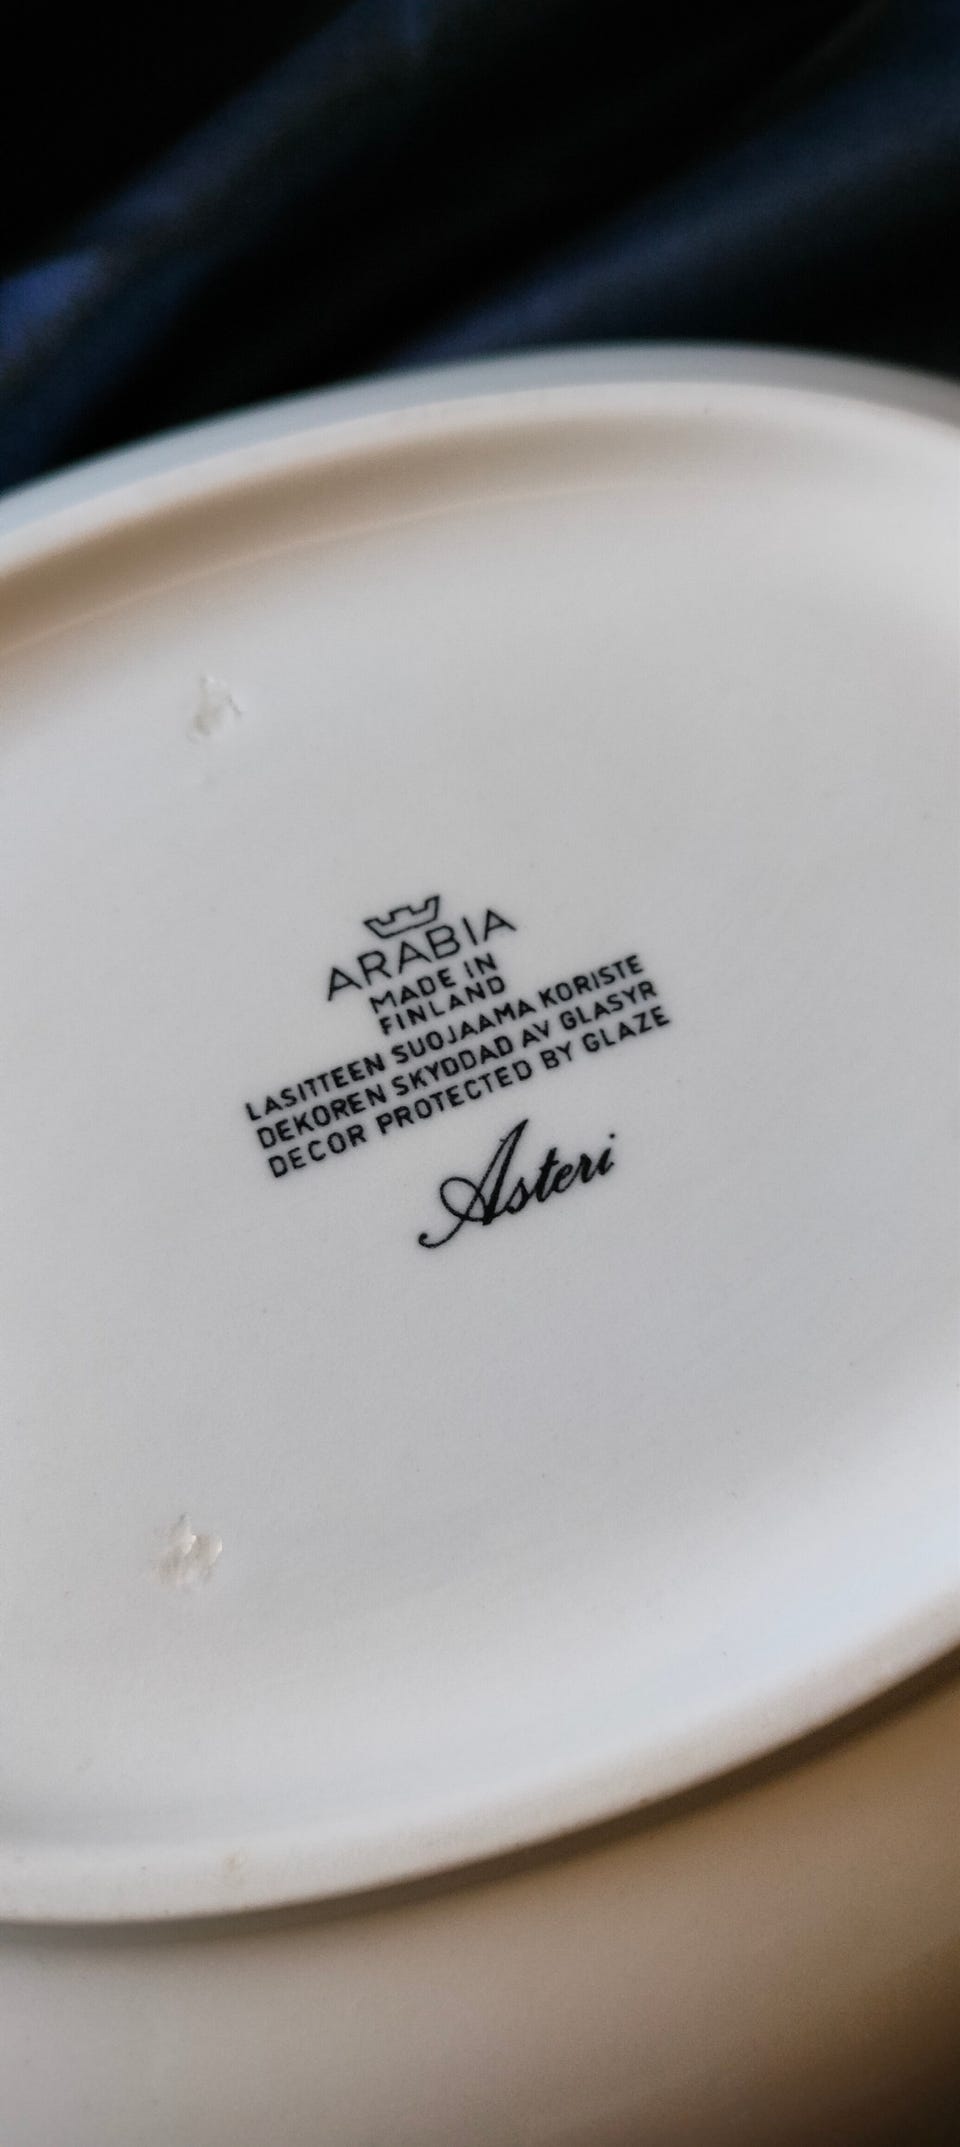 ARABIA
MADE IN
FINLAND
LASITTEEN SUOJAAMA KORISTE
DEKOREN SKYDDAD AV GLASYR
DECOR PROTECTED BY GLAZE
Asteri